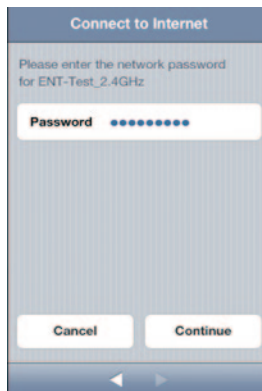 Connect to Internet
Please enter the network password
for ENT-Test_2.4GHz
Password •••••••••
Cancel
Continue